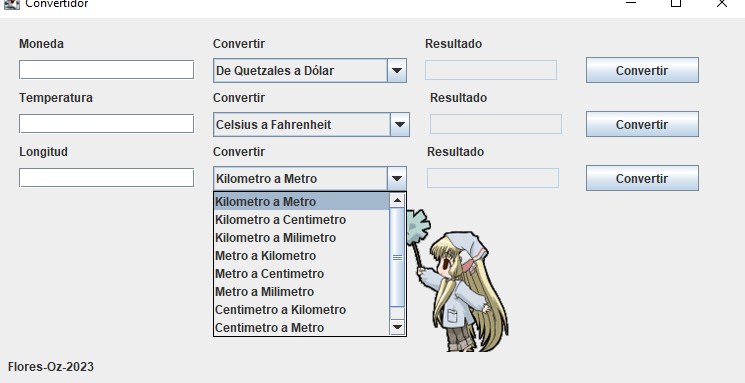 Convertidor
Moneda Convertir Resultado
De Quetzales a Dólar Convertir
Temperatura Convertir Resultado
Celsius a Fahrenheit Convertir
Longitud Convertir Resultado
Kilometro a Metro Convertir
Kilometro a Metro
Kilometro a Centimetro
Kilometro a Milimetro
Metro a Kilometro
Metro a Centimetro
Metro a Milimetro
Centimetro a Kilometro
Centimetro a Metro
Flores-Oz-2023